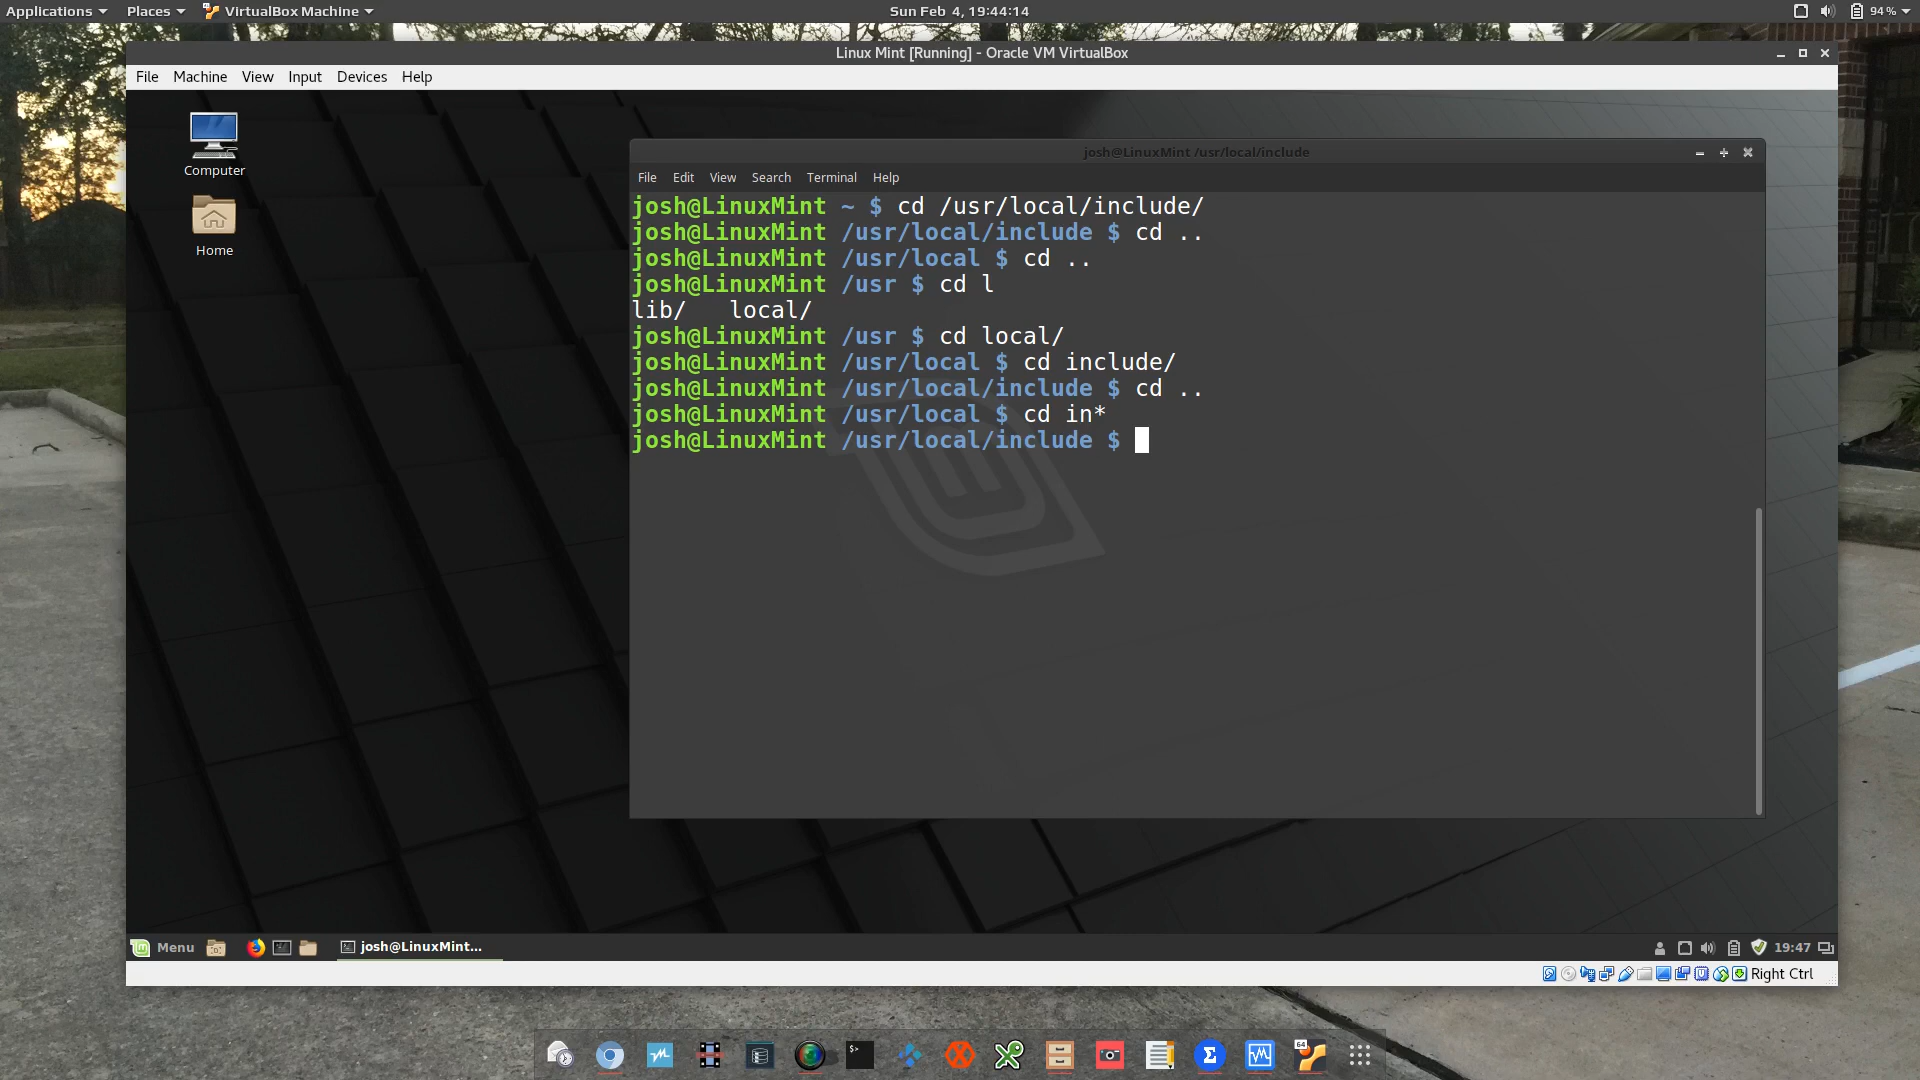 Applications Places VirtualBox Machine Sun Feb 4, 19:44:14 94 %
Linux Mint [Running] - Oracle VM VirtualBox
File Machine View Input Devices Help
Computer
Home
josh@LinuxMint /usr/local/include
File Edit View Search Terminal Help
josh@LinuxMint ~ $ cd /usr/local/include/
josh@LinuxMint /usr/local/include $ cd ..
josh@LinuxMint /usr/local $ cd ..
josh@LinuxMint /usr $ cd l
lib/ local/
josh@LinuxMint /usr $ cd local/
josh@LinuxMint /usr/local $ cd include/
josh@LinuxMint /usr/local/include $ cd ..
josh@LinuxMint /usr/local $ cd in*
josh@LinuxMint /usr/local/include $
Menu josh@LinuxMint... 19:47
Right Ctrl
$>
Σ
64